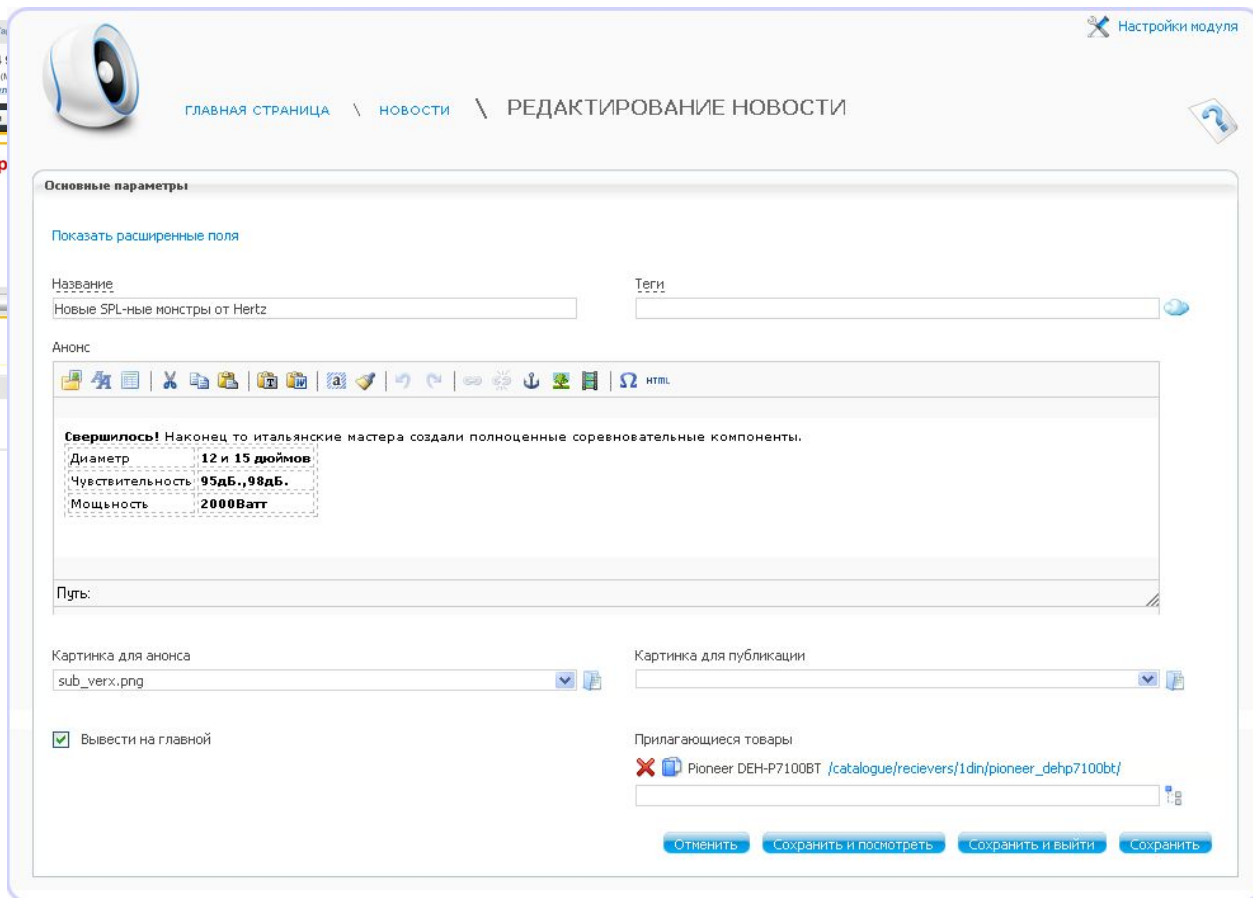 Настройки модуля
ГЛАВНАЯ СТРАНИЦА \ НОВОСТИ \ РЕДАКТИРОВАНИЕ НОВОСТИ
Основные параметры
Показать расширенные поля
Название Теги
Новые SPL-ные монстры от Hertz
Анонс
HTML
Свершилось! Наконец то итальянские мастера создали полноценные соревновательные компоненты.
Диаметр 12 и 15 дюймов
Чувствительность 95дБ.,98дБ.
Мощьность 2000Ватт
Путь:
Картинка для анонса Картинка для публикации
sub_verx.png
Вывести на главной Прилагающиеся товары
Pioneer DEH-P7100BT /catalogue/recievers/1din/pioneer_dehp7100bt/
Отменить Сохранить и посмотреть Сохранить и выйти Сохранить